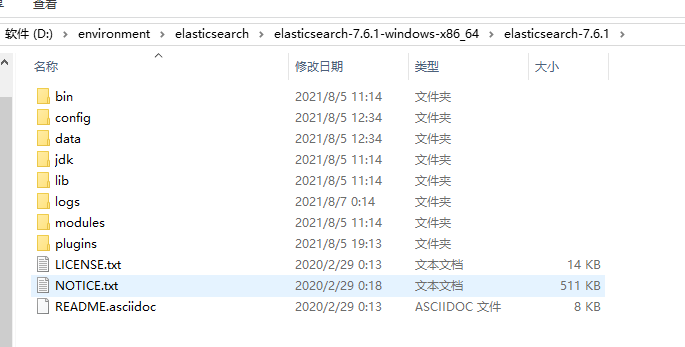 查看
软件 (D:) > environment > elasticsearch > elasticsearch-7.6.1-windows-x86_64 > elasticsearch-7.6.1 >
名称 修改日期 类型 大小
bin 2021/8/5 11:14 文件夹
config 2021/8/5 12:34 文件夹
data 2021/8/5 12:34 文件夹
jdk 2021/8/5 11:14 文件夹
lib 2021/8/5 11:14 文件夹
logs 2021/8/7 0:14 文件夹
modules 2021/8/5 11:14 文件夹
plugins 2021/8/5 19:13 文件夹
LICENSE.txt 2020/2/29 0:13 文本文档 14 KB
NOTICE.txt 2020/2/29 0:18 文本文档 511 KB
README.asciidoc 2020/2/29 0:13 ASCIIDOC 文件 8 KB